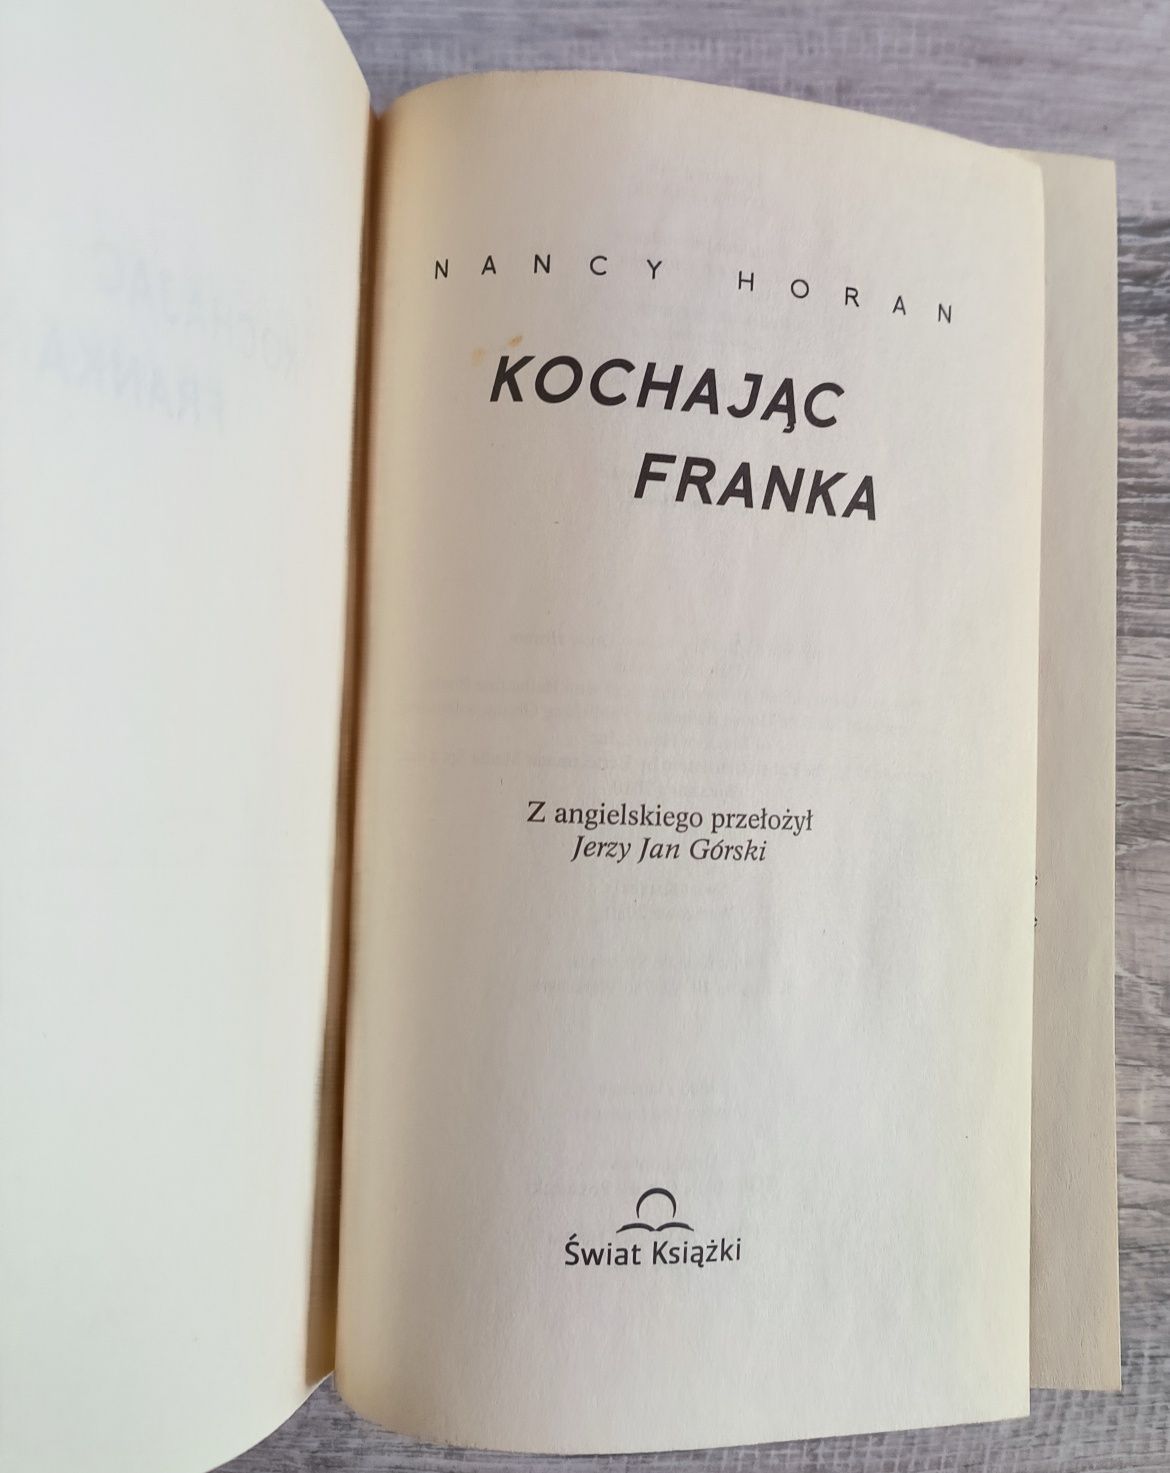 NANCY HORAN
KOCHAJĄC
FRANKA
Z angielskiego przełożył
Jerzy Jan Górski
Świat Książki